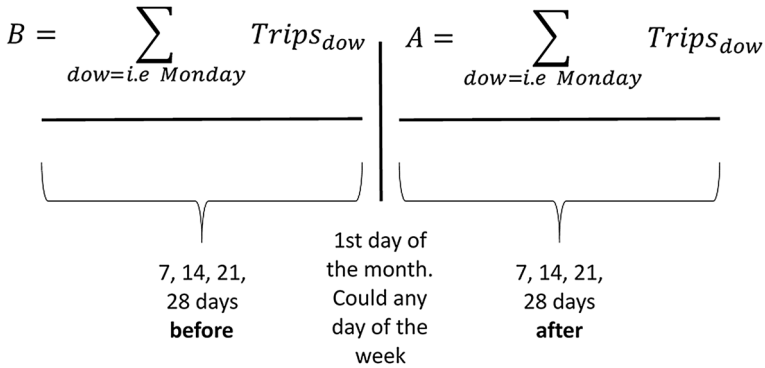 B = ∑ Trips_dow
dow=i.e Monday
A = ∑ Trips_dow
dow=i.e Monday
7, 14, 21,
28 days
before
1st day of
the month.
Could any
day of the
week
7, 14, 21,
28 days
after